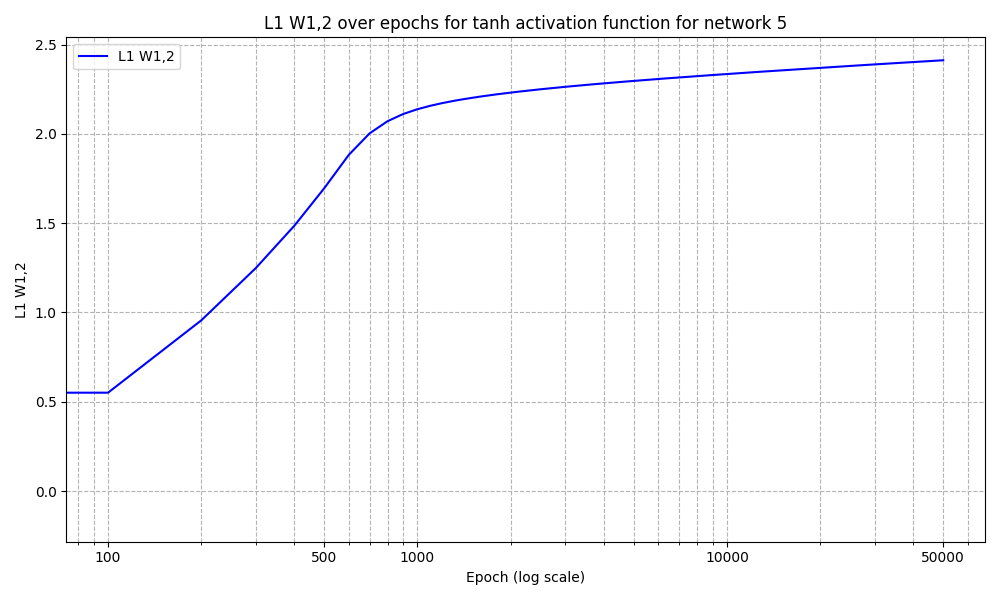 L1 W1,2 over epochs for tanh activation function for network 5
L1 W1,2
2.5
2.0
1.5
1.0
0.5
0.0
L1 W1,2
100
500
1000
10000
50000
Epoch (log scale)